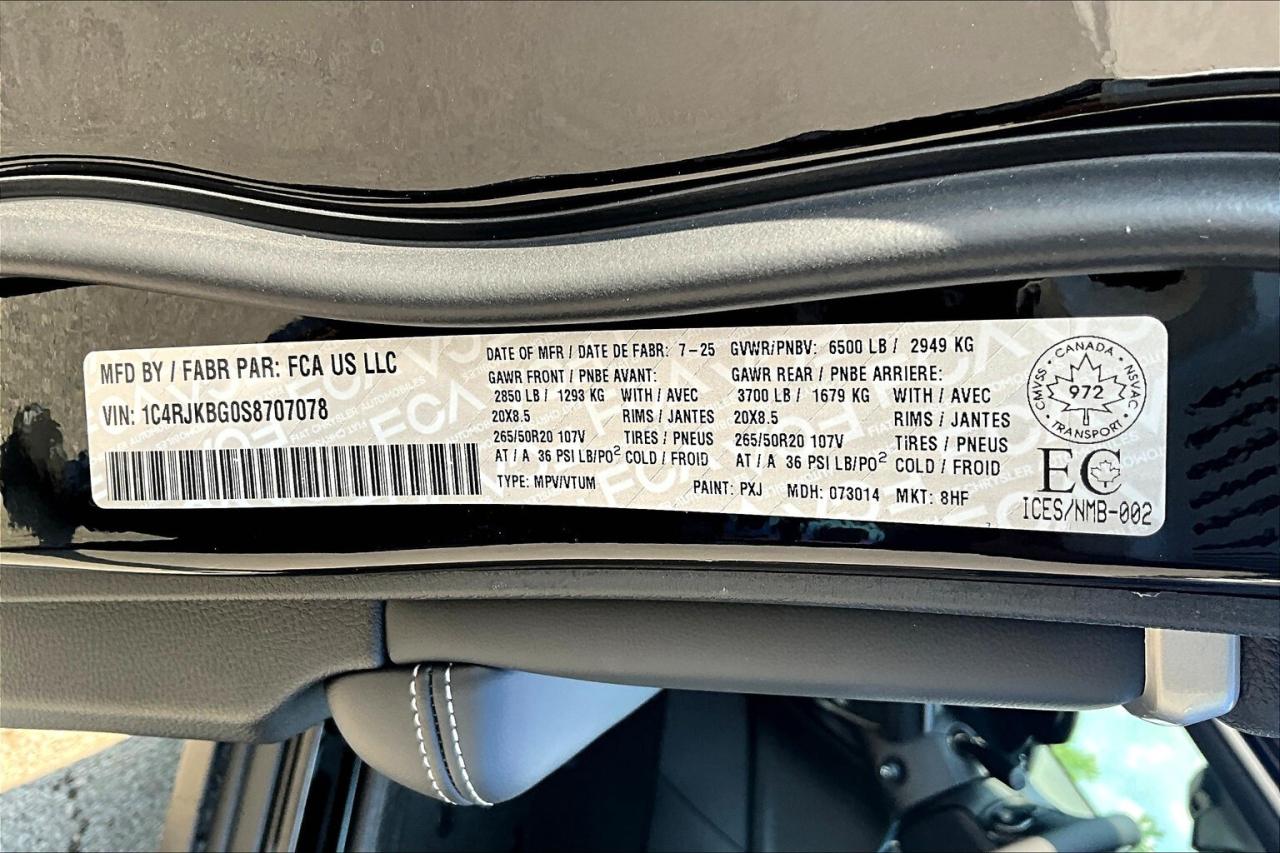 MFD BY / FABR PAR: FCA US LLC
VIN: 1C4RJKBG0S8707078
DATE OF MFR / DATE DE FABR: 7-25 GVWR/PNBV: 6500 LB / 2949 KG
GAWR FRONT / PNBE AVANT: GAWR REAR / PNBE ARRIERE:
2850 LB / 1293 KG WITH / AVEC 3700 LB / 1679 KG WITH / AVEC
20X8.5 RIMS / JANTES 20X8.5 RIMS / JANTES
265/50R20 107V TIRES / PNEUS 265/50R20 107V TIRES / PNEUS
AT / A 36 PSI LB/PO² COLD / FROID AT / A 36 PSI LB/PO² COLD / FROID
TYPE: MPV/VTUM PAINT: PXJ MDH: 073014 MKT: 8HF
CANADA
CMVSS 972 NSVAC
TRANSPORT
EC
ICES/NMB-002